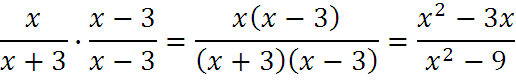 x/(x + 3) · (x − 3)/(x − 3) = x(x − 3)/((x + 3)(x − 3)) = (x² − 3x)/(x² − 9)